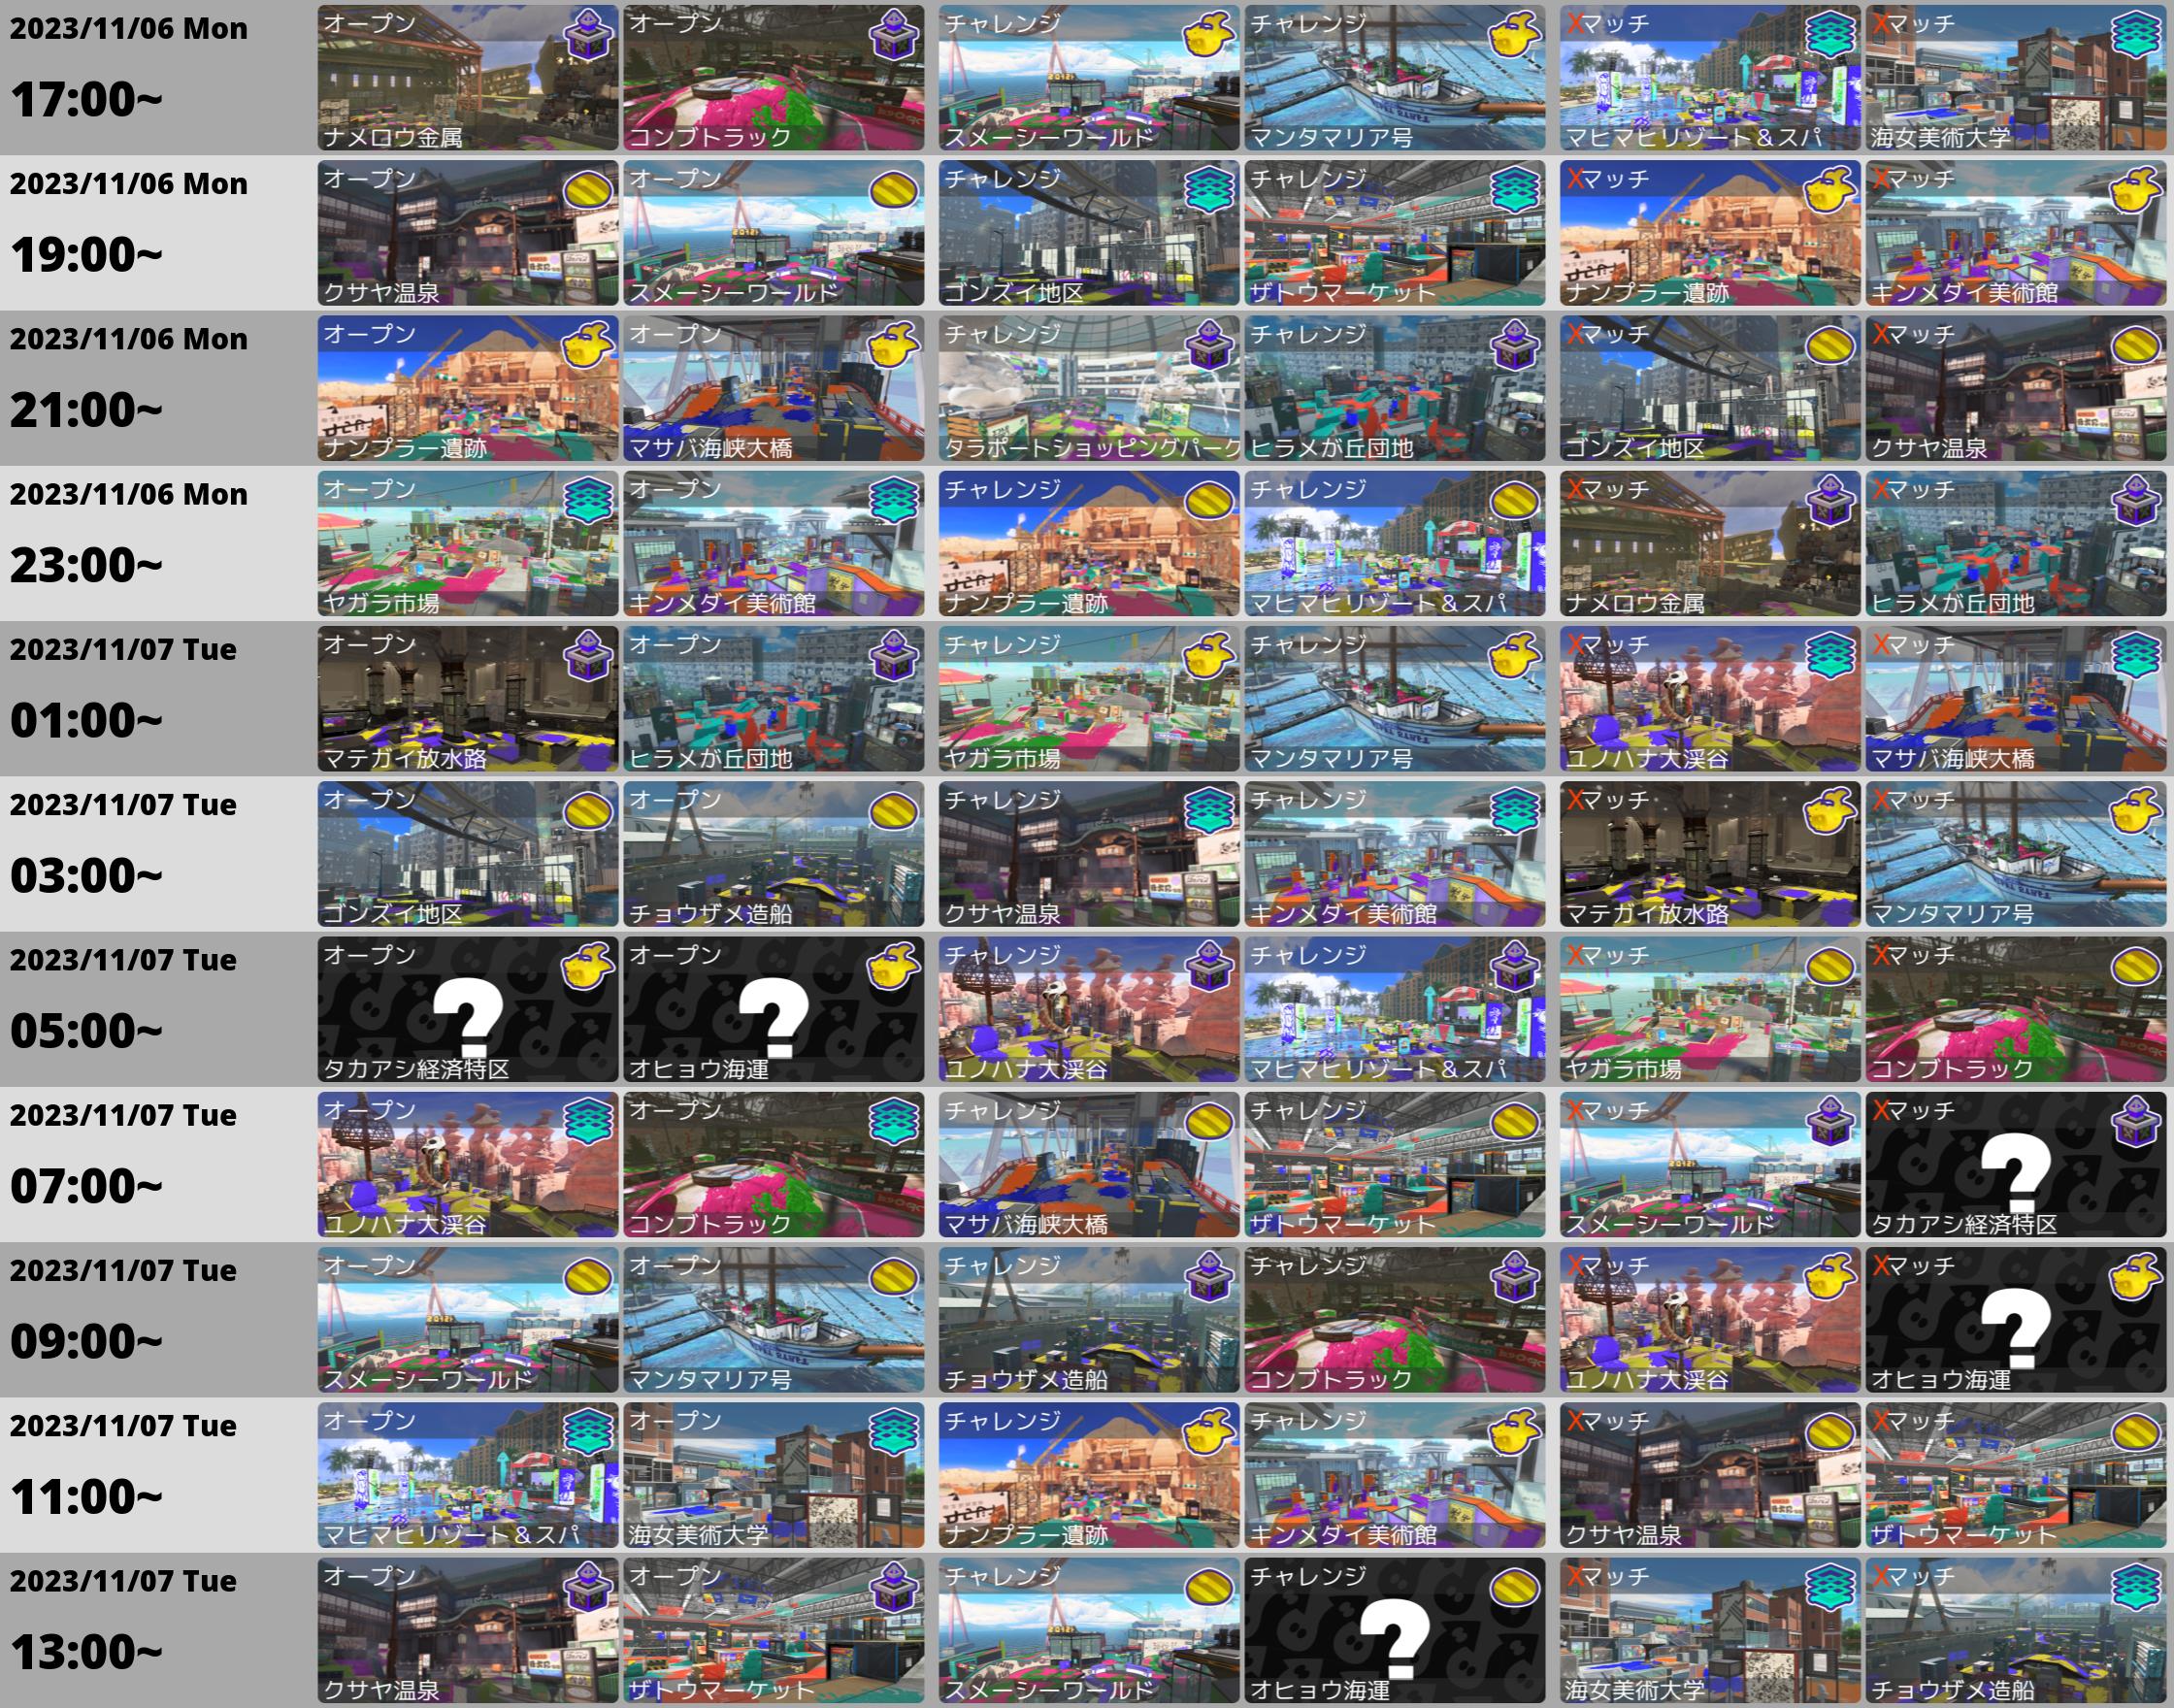 2023/11/06 Mon
17:00~
オープン オープン チャレンジ チャレンジ Xマッチ Xマッチ
ナメロウ金属 コンブトラック スメーシーワールド マンタマリア号 マヒマヒリゾート&スパ 海女美術大学
2023/11/06 Mon
19:00~
オープン オープン チャレンジ チャレンジ Xマッチ Xマッチ
クサヤ温泉 スメーシーワールド ゴンズイ地区 ザトウマーケット ナンプラー遺跡 キンメダイ美術館
2023/11/06 Mon
21:00~
オープン オープン チャレンジ チャレンジ Xマッチ Xマッチ
ナンプラー遺跡 マサバ海峡大橋 タラポートショッピングパーク ヒラメが丘団地 ゴンズイ地区 クサヤ温泉
2023/11/06 Mon
23:00~
オープン オープン チャレンジ チャレンジ Xマッチ Xマッチ
ヤガラ市場 キンメダイ美術館 ナンプラー遺跡 マヒマヒリゾート&スパ ナメロウ金属 ヒラメが丘団地
2023/11/07 Tue
01:00~
オープン オープン チャレンジ チャレンジ Xマッチ Xマッチ
マテガイ放水路 ヒラメが丘団地 ヤガラ市場 マンタマリア号 ユノハナ大渓谷 マサバ海峡大橋
2023/11/07 Tue
03:00~
オープン オープン チャレンジ チャレンジ Xマッチ Xマッチ
ゴンズイ地区 チョウザメ造船 クサヤ温泉 キンメダイ美術館 マテガイ放水路 マンタマリア号
2023/11/07 Tue
05:00~
オープン オープン チャレンジ チャレンジ Xマッチ Xマッチ
? ?
タカアシ経済特区 オヒョウ海運 ユノハナ大渓谷 マヒマヒリゾート&スパ ヤガラ市場 コンブトラック
2023/11/07 Tue
07:00~
オープン オープン チャレンジ チャレンジ Xマッチ Xマッチ
?
ユノハナ大渓谷 コンブトラック マサバ海峡大橋 ザトウマーケット スメーシーワールド タカアシ経済特区
2023/11/07 Tue
09:00~
オープン オープン チャレンジ チャレンジ Xマッチ Xマッチ
?
スメーシーワールド マンタマリア号 チョウザメ造船 コンブトラック ユノハナ大渓谷 オヒョウ海運
2023/11/07 Tue
11:00~
オープン オープン チャレンジ チャレンジ Xマッチ Xマッチ
マヒマヒリゾート&スパ 海女美術大学 ナンプラー遺跡 キンメダイ美術館 クサヤ温泉 ザトウマーケット
2023/11/07 Tue
13:00~
オープン オープン チャレンジ チャレンジ Xマッチ Xマッチ
?
クサヤ温泉 ザトウマーケット スメーシーワールド オヒョウ海運 海女美術大学 チョウザメ造船